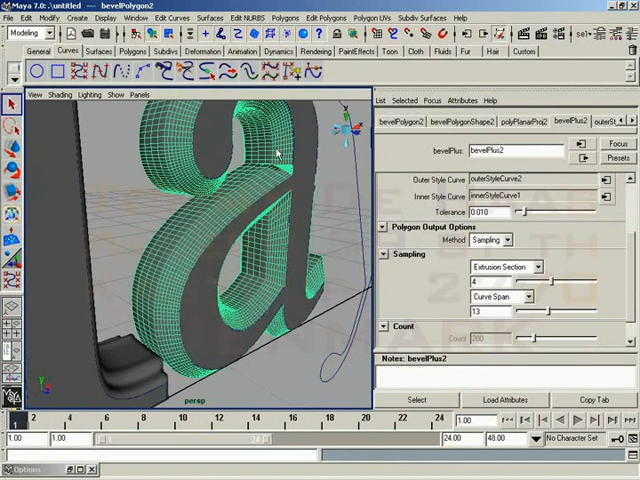 Maya 7.0: .\untitled --- bevelPolygon2
File Edit Modify Create Display Window Edit Curves Surfaces Edit NURBS Polygons Edit Polygons Polygon UVs Subdiv Surfaces
Modeling
sel
General Curves Surfaces Polygons Subdivs Deformation Animation Dynamics Rendering PaintEffects Toon Cloth Fluids Fur Hair Custom
View Shading Lighting Show Panels
List Selected Focus Attributes Help
bevelPolygon2 bevelPolygonShape2 polyPlanarProj2 bevelPlus2 outerSt
bevelPlus: bevelPlus2
Focus
Presets
Outer Style Curve outerStyleCurve2
Inner Style Curve innerStyleCurve1
Tolerance 0.010
Polygon Output Options
Method Sampling
Sampling
Extrusion Section
4
Curve Span
13
Count
Count 200
Notes: bevelPlus2
Select Load Attributes Copy Tab
persp
a
y
x
y
2 4 6 8 10 12 14 16 18 20 22 24
1
1.00
1.00 1.00 24.00 48.00 No Character Set
Options